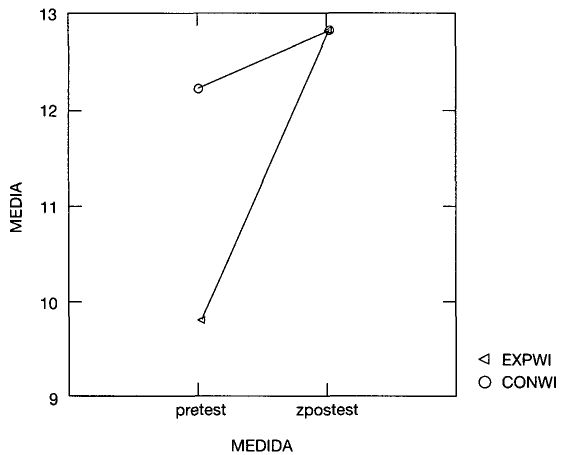 13
12
11
10
9
MEDIA
pretest
zpostest
MEDIDA
EXPWI
CONWI